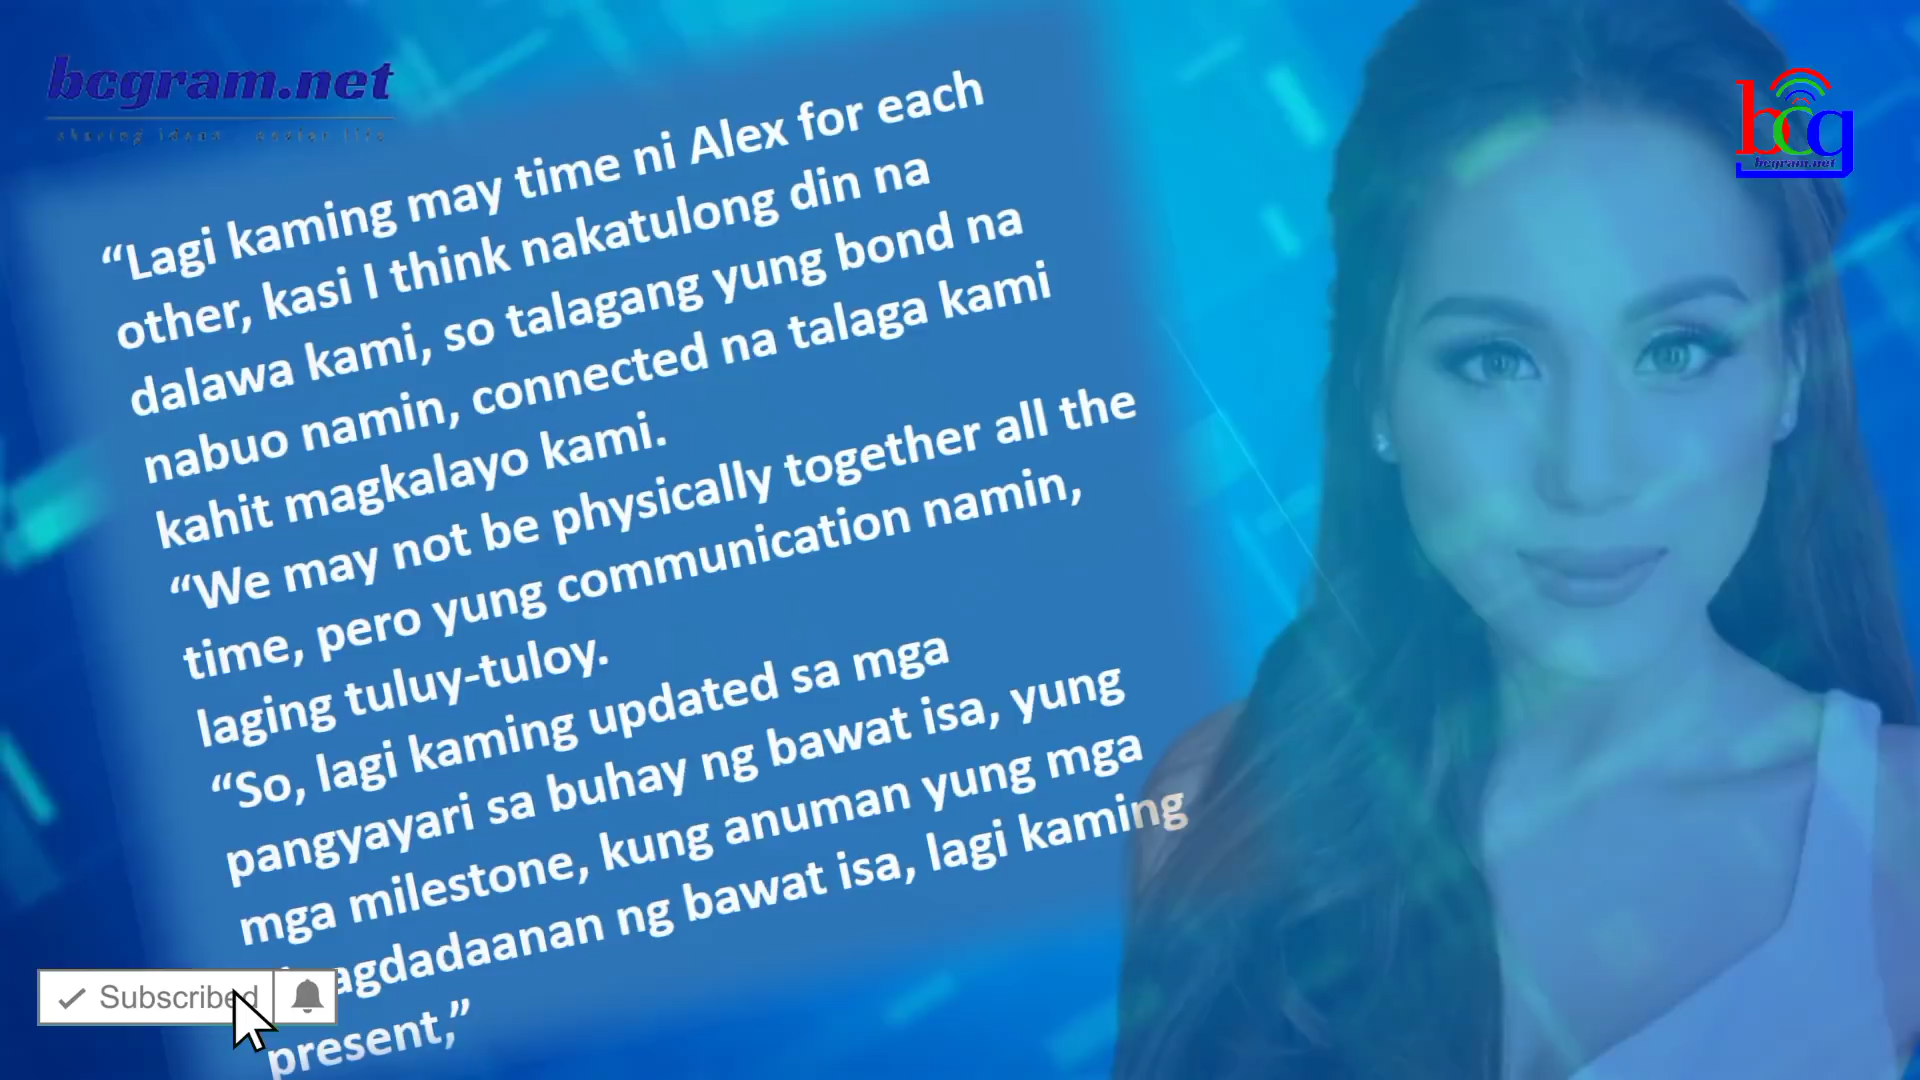 bcgram.net
sharing ideas easier life
bcg
bcgram.net
“Lagi kaming may time ni Alex for each
other, kasi I think nakatulong din na
dalawa kami, so talagang yung bond na
nabuo namin, connected na talaga kami
kahit magkalayo kami.
“We may not be physically together all the
time, pero yung communication namin,
laging tuluy-tuloy.
“So, lagi kaming updated sa mga
pangyayari sa buhay ng bawat isa, yung
mga milestone, kung anuman yung mga
ng bawat isa, lagi kaming
present,”
Subscribed